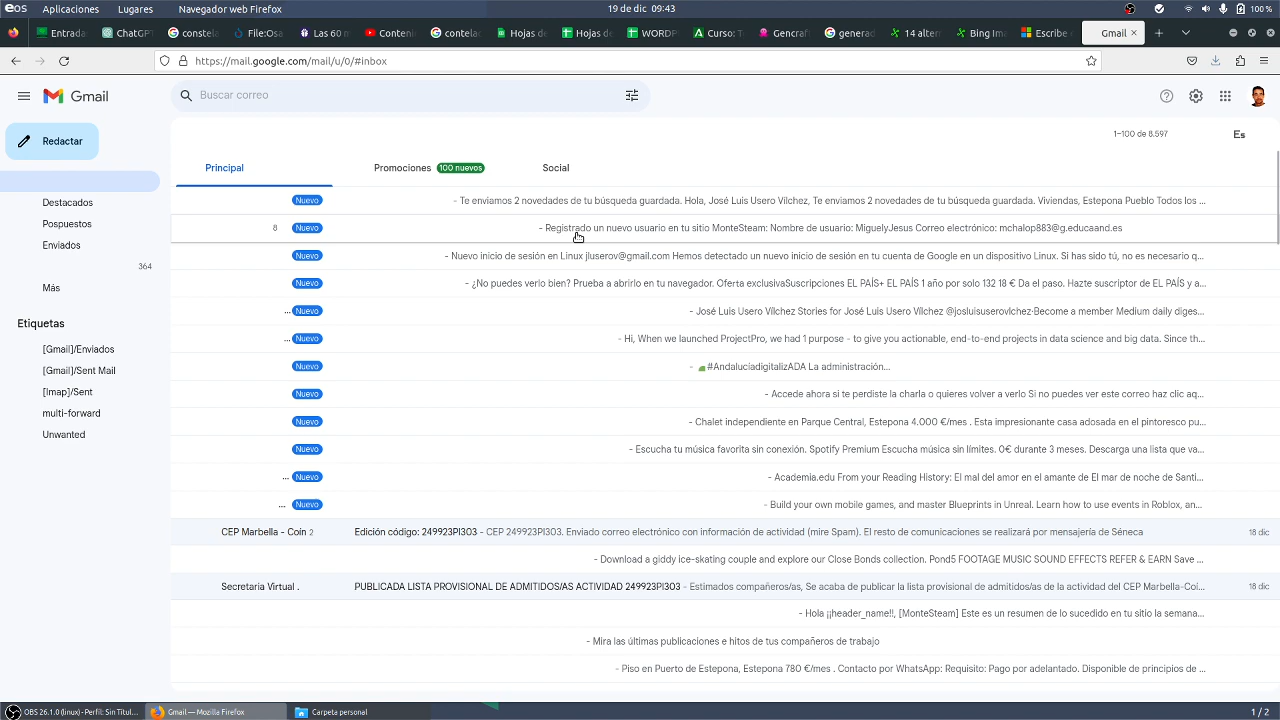 eos Aplicaciones Lugares Navegador web Firefox 19 de dic 09:43 100 %
Entrada ChatGP constela File:Osa Las50 Conteni contelac Hojas de Hojas de WORDP Curso: T Gencraf generad 14 altern Bing Ima Escribe Gmail
https://mail.google.com/mail/u/0/#inbox
Gmail Buscar correo
Redactar 1–100 de 8.597 Es
Principal Promociones 100 nuevos Social
Destacados
Pospuestos
Enviados
364
Más
Etiquetas
[Gmail]/Enviados
[Gmail]/Sent Mail
[Imap]/Sent
multi-forward
Unwanted
Nuevo - Te enviamos 2 novedades de tu búsqueda guardada. Hola, José Luis Usero Vílchez, Te enviamos 2 novedades de tu búsqueda guardada. Viviendas, Estepona Pueblo Todos los ...
8 Nuevo - Registrado un nuevo usuario en tu sitio MonteSteam: Nombre de usuario: MiguelyJesus Correo electrónico: mchalop883@g.educaand.es
Nuevo - Nuevo inicio de sesión en Linux jluserov@gmail.com Hemos detectado un nuevo inicio de sesión en tu cuenta de Google en un dispositivo Linux. Si has sido tú, no es necesario q...
Nuevo - ¿No puedes verlo bien? Prueba a abrirlo en tu navegador. Oferta exclusivaSuscripciones EL PAÍS+ EL PAÍS 1 año por solo 132 18 € Da el paso. Hazte suscriptor de EL PAÍS y a...
... Nuevo - José Luis Usero Vílchez Stories for José Luis Usero Vílchez @josluisuserovlchez·Become a member Medium daily diges...
... Nuevo - Hi, When we launched ProjectPro, we had 1 purpose - to give you actionable, end-to-end projects in data science and big data. Since th...
Nuevo - #AndalucíadigitalizADA La administración...
Nuevo - Accede ahora si te perdiste la charla o quieres volver a verlo Si no puedes ver este correo haz clic aq...
Nuevo - Chalet independiente en Parque Central, Estepona 4.000 €/mes . Esta impresionante casa adosada en el pintoresco pu...
Nuevo - Escucha tu música favorita sin conexión. Spotify Premium Escucha música sin límites. 0€ durante 3 meses. Descarga una lista que va...
... Nuevo - Academia.edu From your Reading History: El mal del amor en el amante de El mar de noche de Santi...
... Nuevo - Build your own mobile games, and master Blueprints in Unreal. Learn how to use events in Roblox, an...
CEP Marbella - Coín 2 Edición código: 249923PI303 - CEP 249923PI303. Enviado correo electrónico con información de actividad (mire Spam). El resto de comunicaciones se realizará por mensajería de Séneca 18 dic
- Download a giddy ice-skating couple and explore our Close Bonds collection. Pond5 FOOTAGE MUSIC SOUND EFFECTS REFER & EARN Save ...
Secretaria Virtual . PUBLICADA LISTA PROVISIONAL DE ADMITIDOS/AS ACTIVIDAD 249923PI303 - Estimados compañeros/as, Se acaba de publicar la lista provisional de admitidos/as de la actividad del CEP Marbella-Coí... 18 dic
- Hola ¡¡header_name!!, [MonteSteam] Este es un resumen de lo sucedido en tu sitio la semana...
- Mira las últimas publicaciones e hitos de tus compañeros de trabajo
- Piso en Puerto de Estepona, Estepona 780 €/mes . Contacto por WhatsApp: Requisito: Pago por adelantado. Disponible de principios de ...
OBS 26.1.0 (linux) - Perfil: Sin Títul... Gmail — Mozilla Firefox Carpeta personal 1 / 2